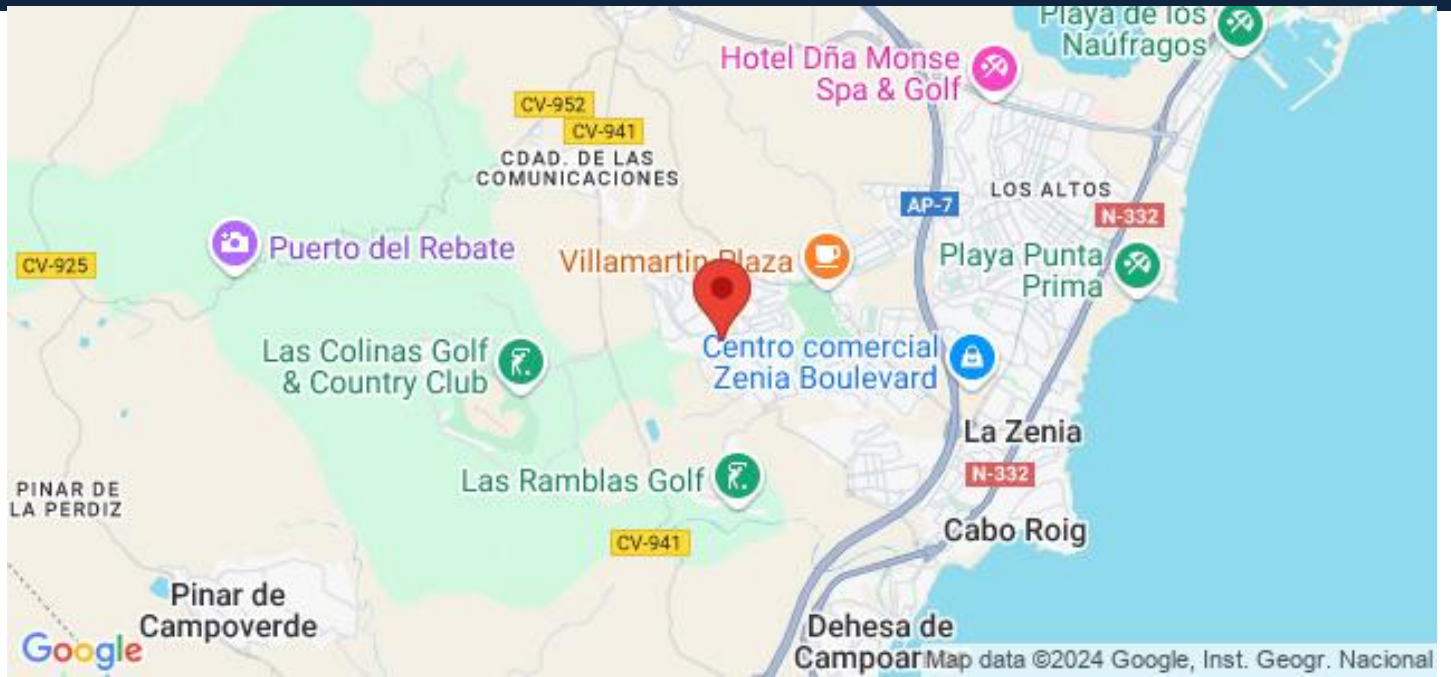 Playa de los
Naúfragos
Hotel Dña Monse
Spa & Golf
CV-952
CV-941
CDAD. DE LAS
COMUNICACIONES
LOS ALTOS
AP-7
N-332
Puerto del Rebate
Villamartin Plaza
Playa Punta
Prima
CV-925
Las Colinas Golf
& Country Club
Centro comercial
Zenia Boulevard
La Zenia
N-332
Las Ramblas Golf
PINAR DE
LA PERDIZ
Cabo Roig
CV-941
Pinar de
Campoverde
Dehesa de
Campoam
Google
Map data ©2024 Google, Inst. Geogr. Nacional